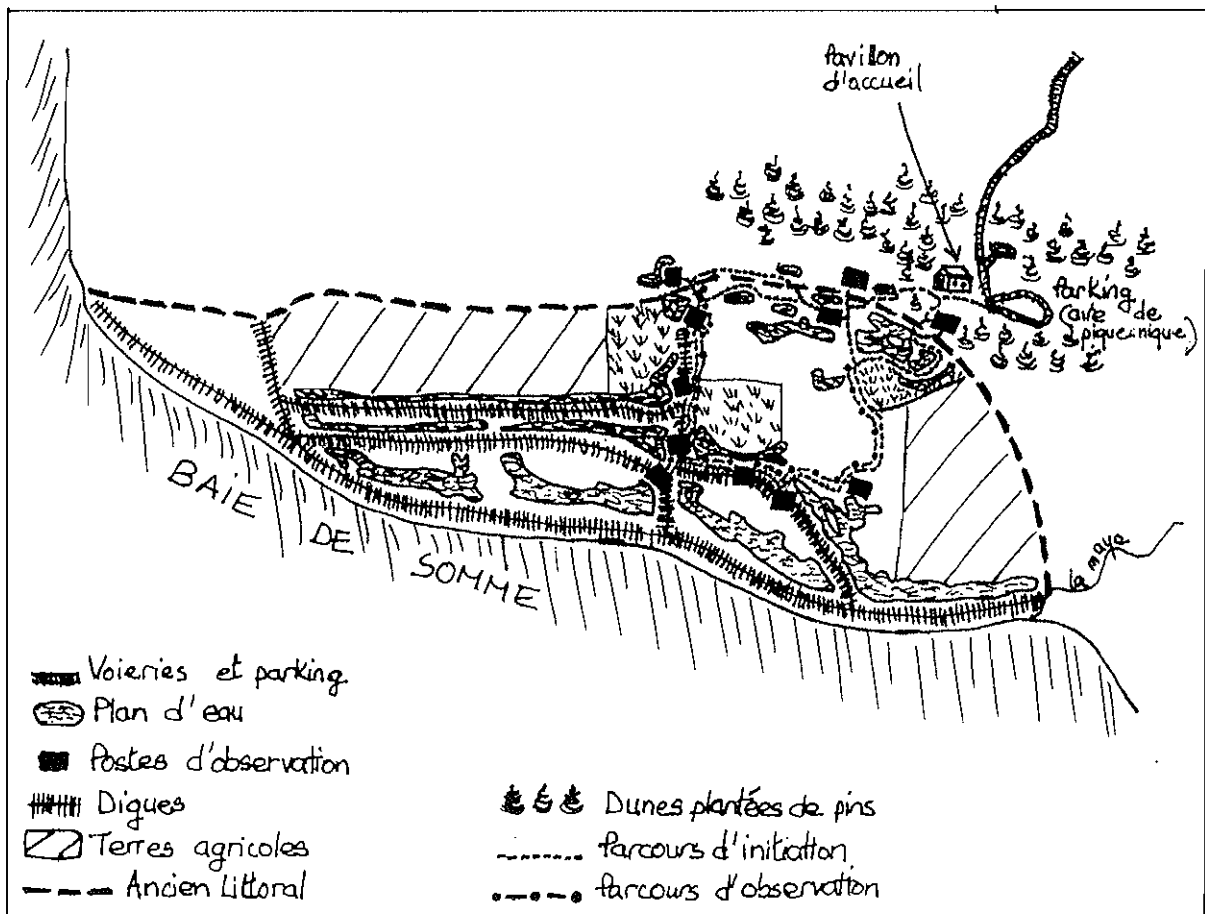 Pavillon
d'accueil
Parking
(aire de
pique-nique)
la maye
BAIE DE SOMME
Voieries et parking
Plan d'eau
Postes d'observation
Digues
Terres agricoles
Ancien Littoral
Dunes plantées de pins
Parcours d'initiation
Parcours d'observation